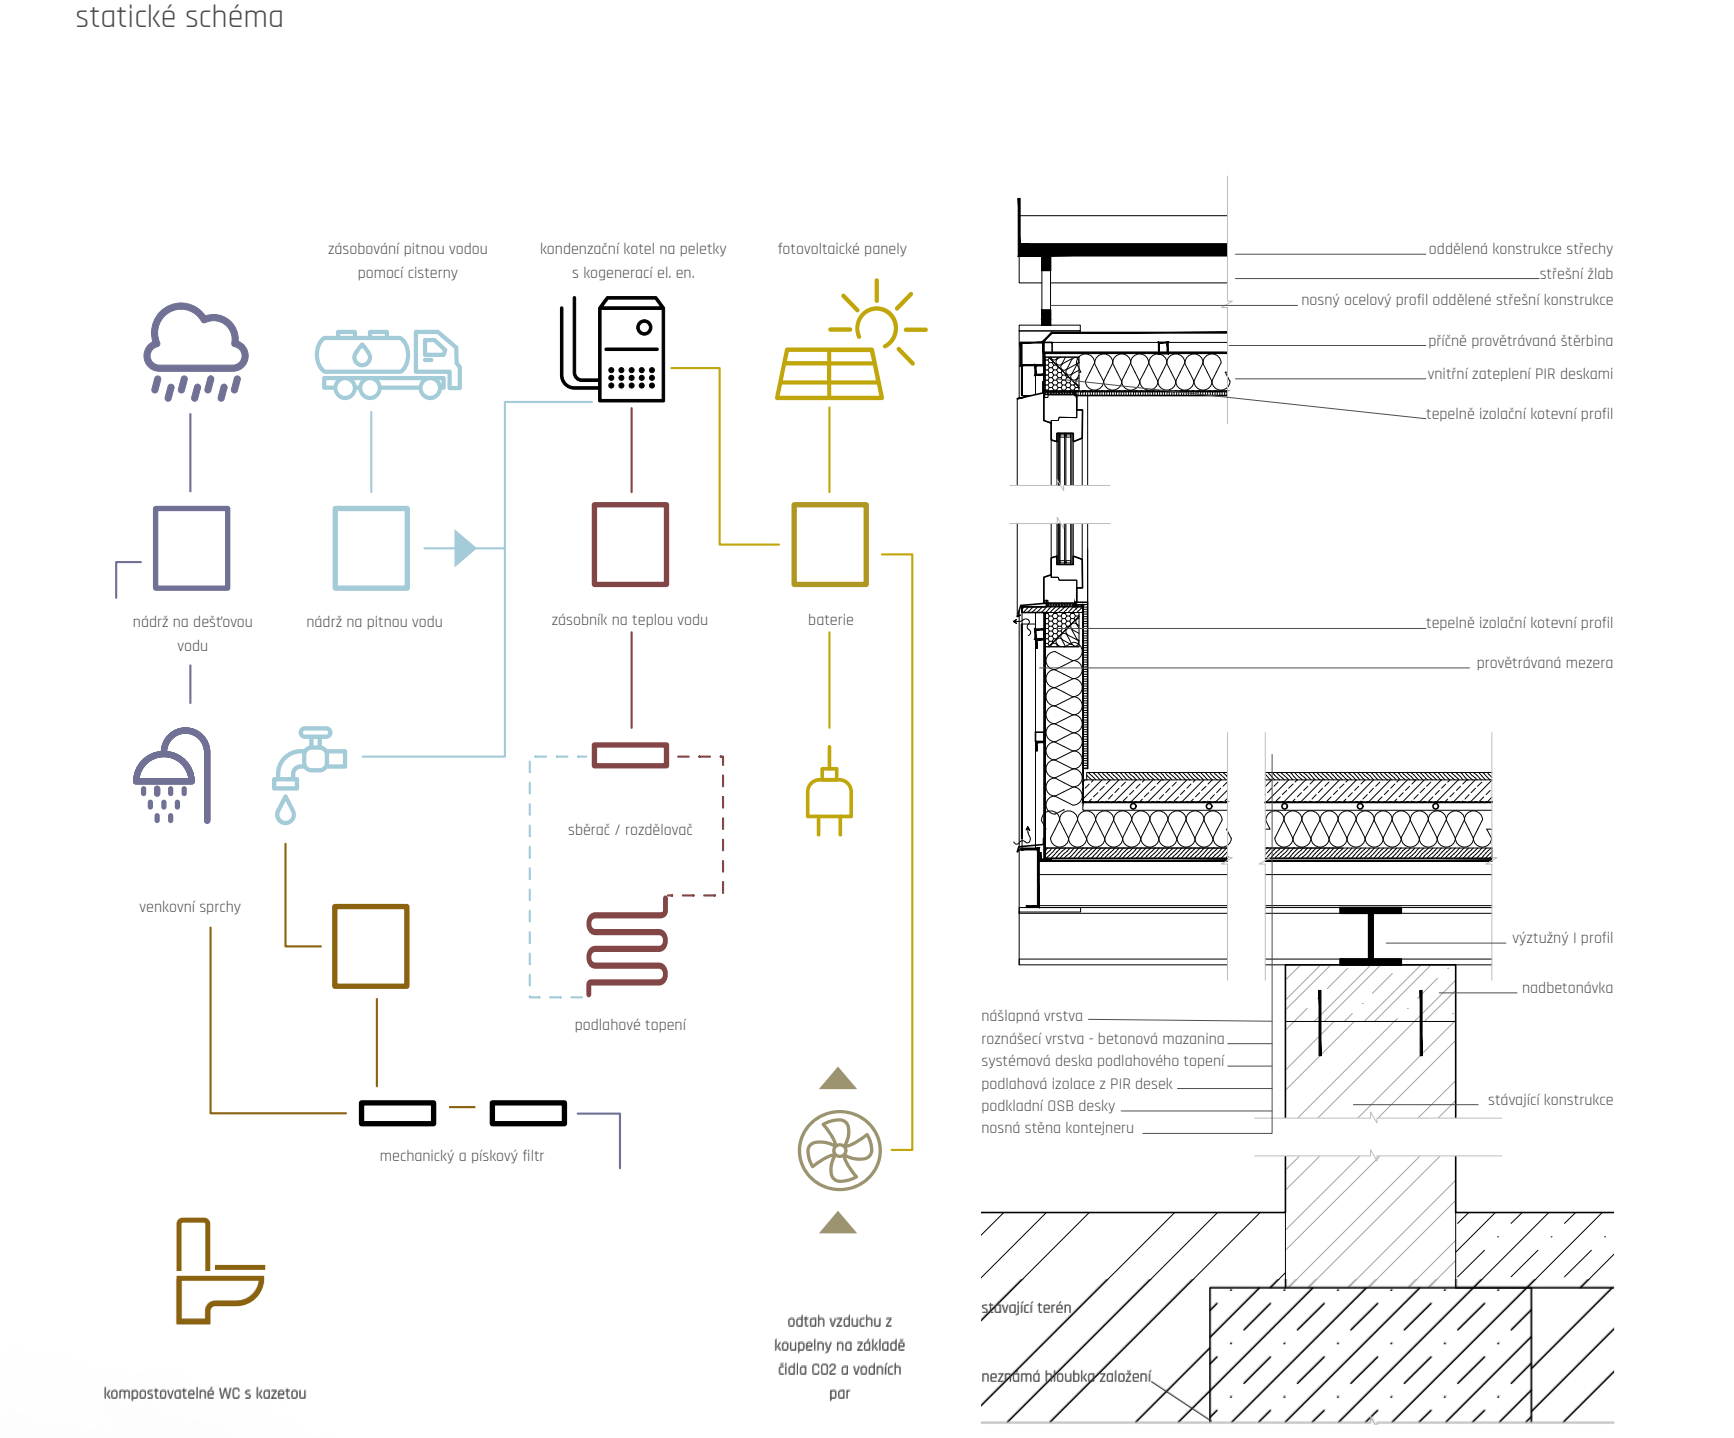 statické schéma
zásobování pitnou vodou
pomocí cisterny
kondenzační kotel na peletky
s kogenerací el. en.
fotovoltaické panely
nádrž na dešťovou
vodu
nádrž na pitnou vodu
zásobník na teplou vodu
baterie
sběrač / rozdělovač
venkovní sprchy
podlahové topení
mechanický a pískový filtr
kompostovatelné WC s kazetou
odtah vzduchu z
koupelny na základě
čidla CO2 a vodních
par
oddělená konstrukce střechy
střešní žlab
nosný ocelový profil oddělené střešní konstrukce
příčně provětrávaná štěrbina
vnitřní zateplení PIR deskami
tepelně izolační kotevní profil
tepelně izolační kotevní profil
provětrávaná mezera
výztužný I profil
nadbetonávka
nášlapná vrstva
roznášecí vrstva - betonová mazanina
systémová deska podlahového topení
podlahová izolace z PIR desek
podkladní OSB desky
nosná stěna kontejneru
stávající konstrukce
stávající terén
neznámá hloubka založení